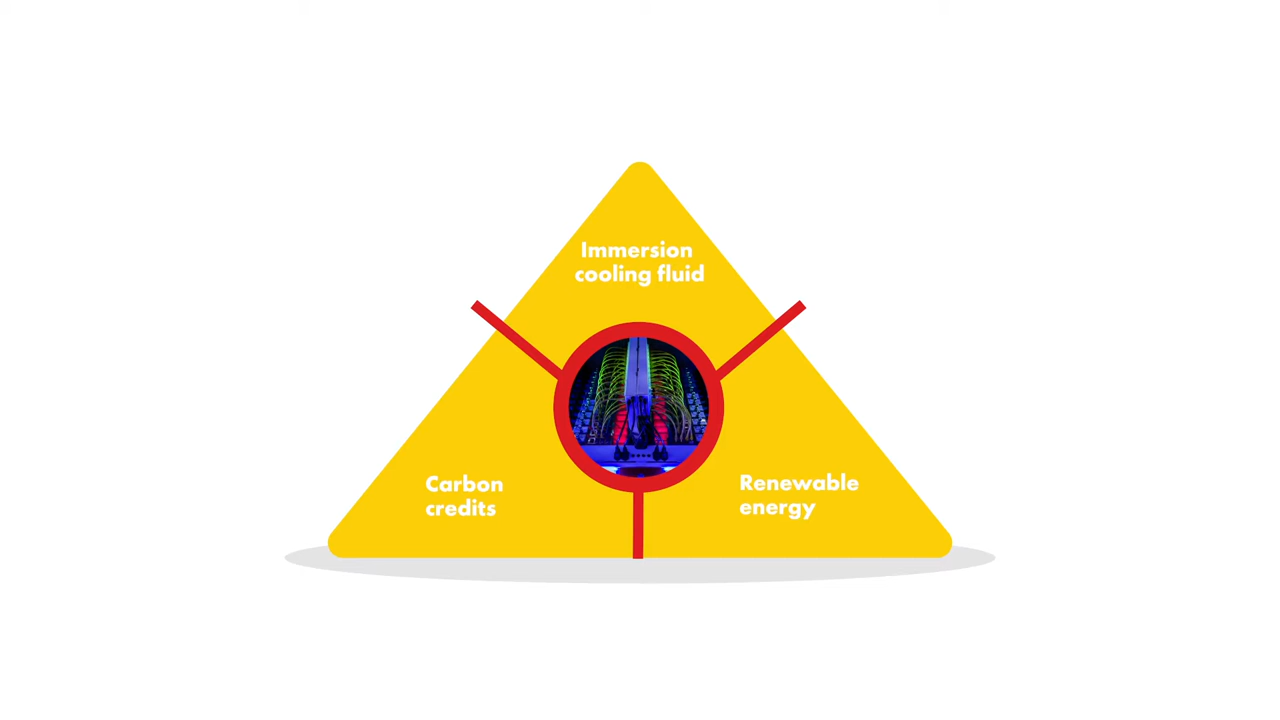 Immersion
cooling fluid
Carbon
credits
Renewable
energy